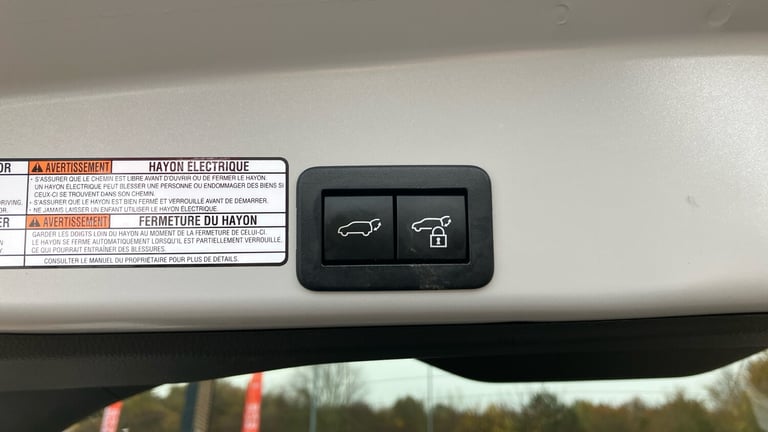 OR
RIVING,
OR.
ER
AVERTISSEMENT HAYON ÉLECTRIQUE
• S'ASSURER QUE LE CHEMIN EST LIBRE AVANT D'OUVRIR OU DE FERMER LE HAYON.
UN HAYON ÉLECTRIQUE PEUT BLESSER UNE PERSONNE OU ENDOMMAGER DES BIENS SI
CEUX-CI SE TROUVENT DANS SON CHEMIN.
• S'ASSURER QUE LE HAYON EST BIEN FERMÉ ET VERROUILLÉ AVANT DE DÉMARRER.
• NE JAMAIS LAISSER UN ENFANT UTILISER LE HAYON ÉLECTRIQUE.
AVERTISSEMENT FERMETURE DU HAYON
GARDER LES DOIGTS LOIN DU HAYON AU MOMENT DE LA FERMETURE DE CELUI-CI.
LE HAYON SE FERME AUTOMATIQUEMENT LORSQU'IL EST PARTIELLEMENT VERROUILLÉ,
CE QUI POURRAIT ENTRAÎNER DES BLESSURES.
CONSULTER LE MANUEL DU PROPRIÉTAIRE POUR PLUS DE DÉTAILS.